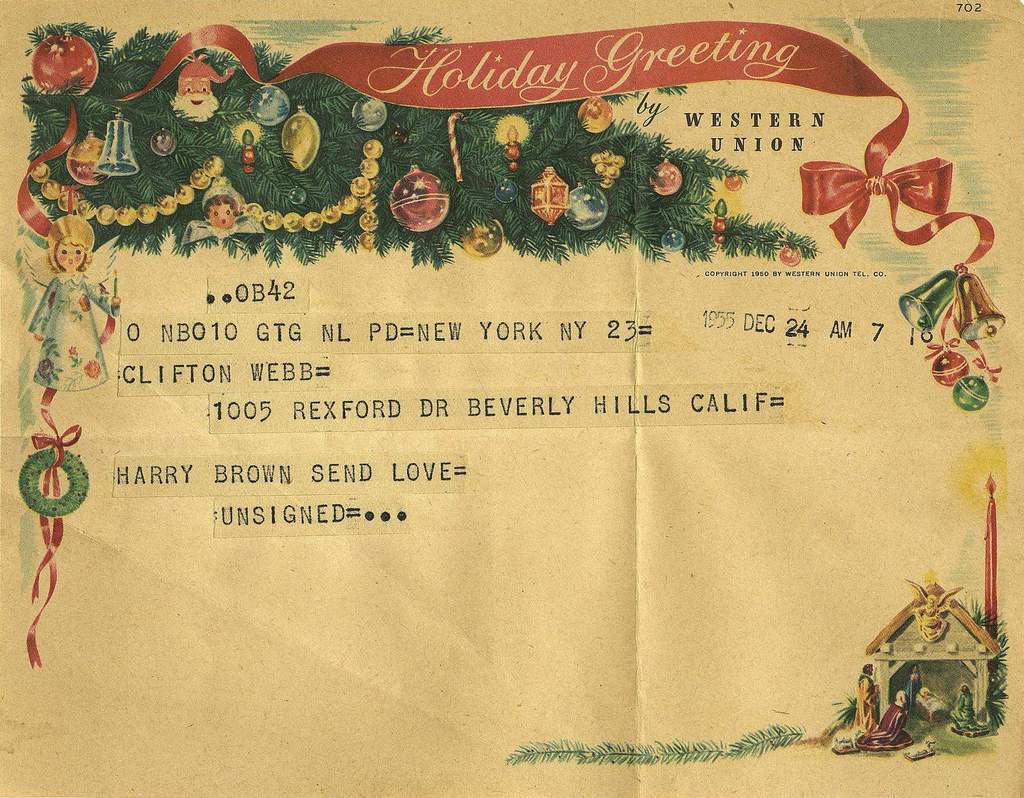 702
Holiday Greeting
by WESTERN
UNION
COPYRIGHT 1950 BY WESTERN UNION TEL. CO.
..OB42
O NBO10 GTG NL PD=NEW YORK NY 23= 1955 DEC 24 AM 7 16
CLIFTON WEBB=
1005 REXFORD DR BEVERLY HILLS CALIF=
HARRY BROWN SEND LOVE=
UNSIGNED=...